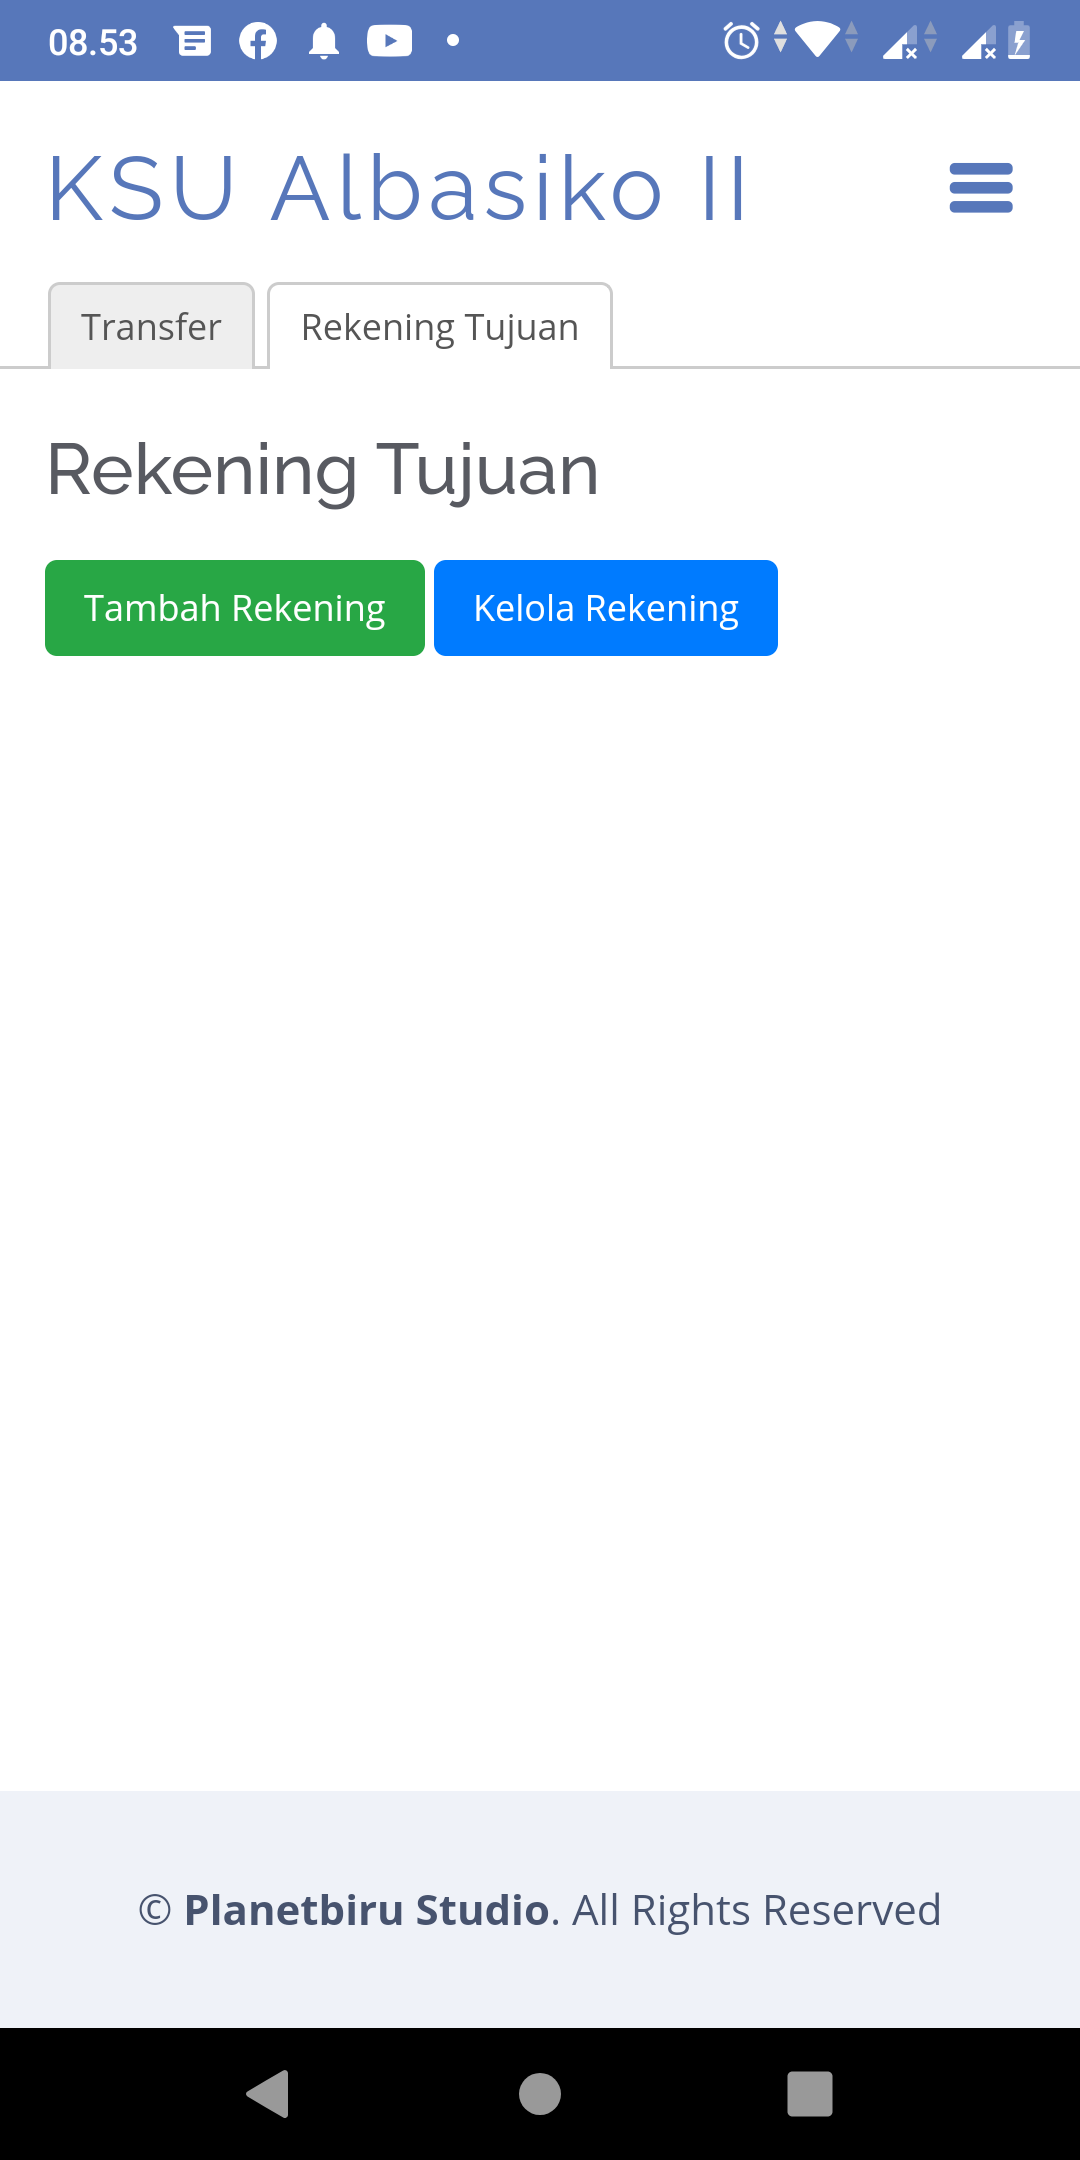 08.53
KSU Albasiko II
Transfer
Rekening Tujuan
Rekening Tujuan
Tambah Rekening
Kelola Rekening
© Planetbiru Studio. All Rights Reserved